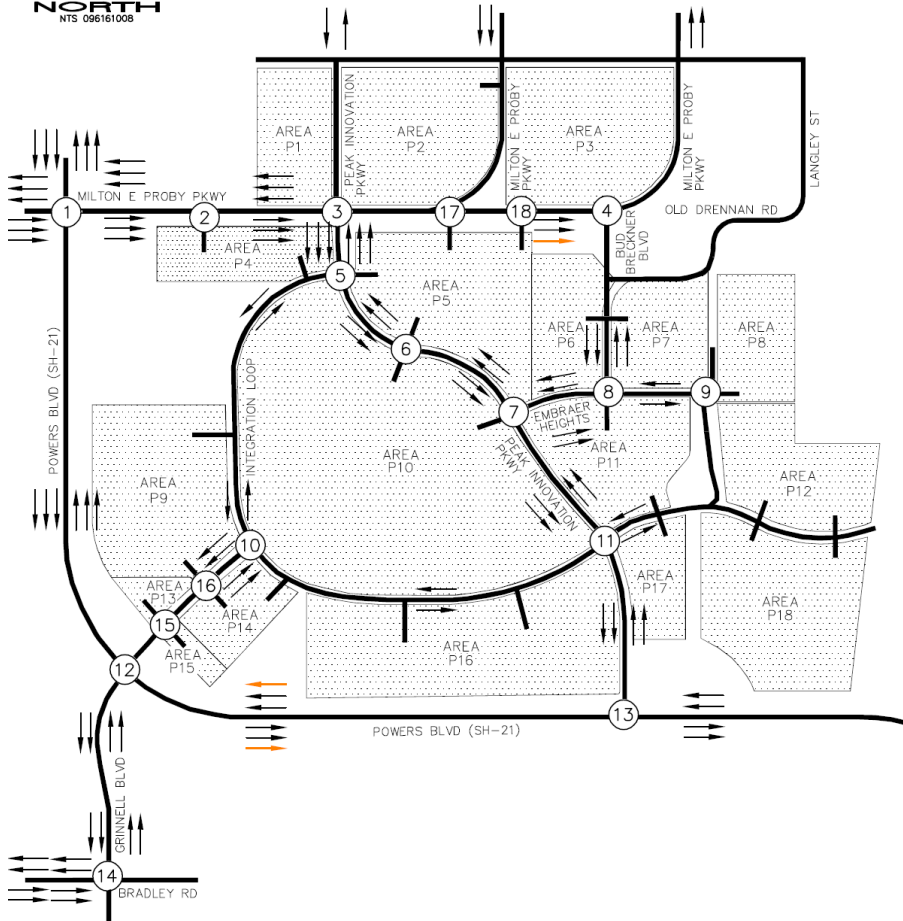 NORTH
NTS 096161008
AREA
P1
PEAK INNOVATION
PKWY
AREA
P2
MILTON E PROBY
PKWY
AREA
P3
MILTON E PROBY
PKWY
LANGLEY ST
MILTON E PROBY PKWY
1
2
3
17
18
4
OLD DRENNAN RD
BUD
BRECKNER
BLVD
AREA
P4
5
AREA
P5
6
AREA
P6
AREA
P7
AREA
P8
POWERS BLVD (SH-21)
INTEGRATION LOOP
7
8
9
EMBRAER
HEIGHTS
PEAK INNOVATION
PKWY
AREA
P9
AREA
P10
AREA
P11
AREA
P12
10
11
16
AREA
P13
AREA
P14
15
AREA
P15
AREA
P16
AREA
P17
AREA
P18
12
13
POWERS BLVD (SH-21)
GRINNELL BLVD
14
BRADLEY RD